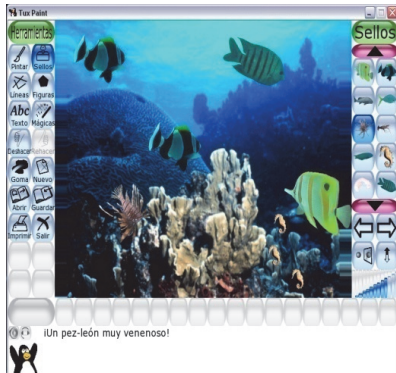 Tux Paint
Herramientas
Sellos
Pintar Sellos
Líneas Figuras
Abc
Texto Mágicas
Deshacer Rehacer
Goma Nuevo
Abrir Guardar
Imprimir Salir
¡Un pez-león muy venenoso!